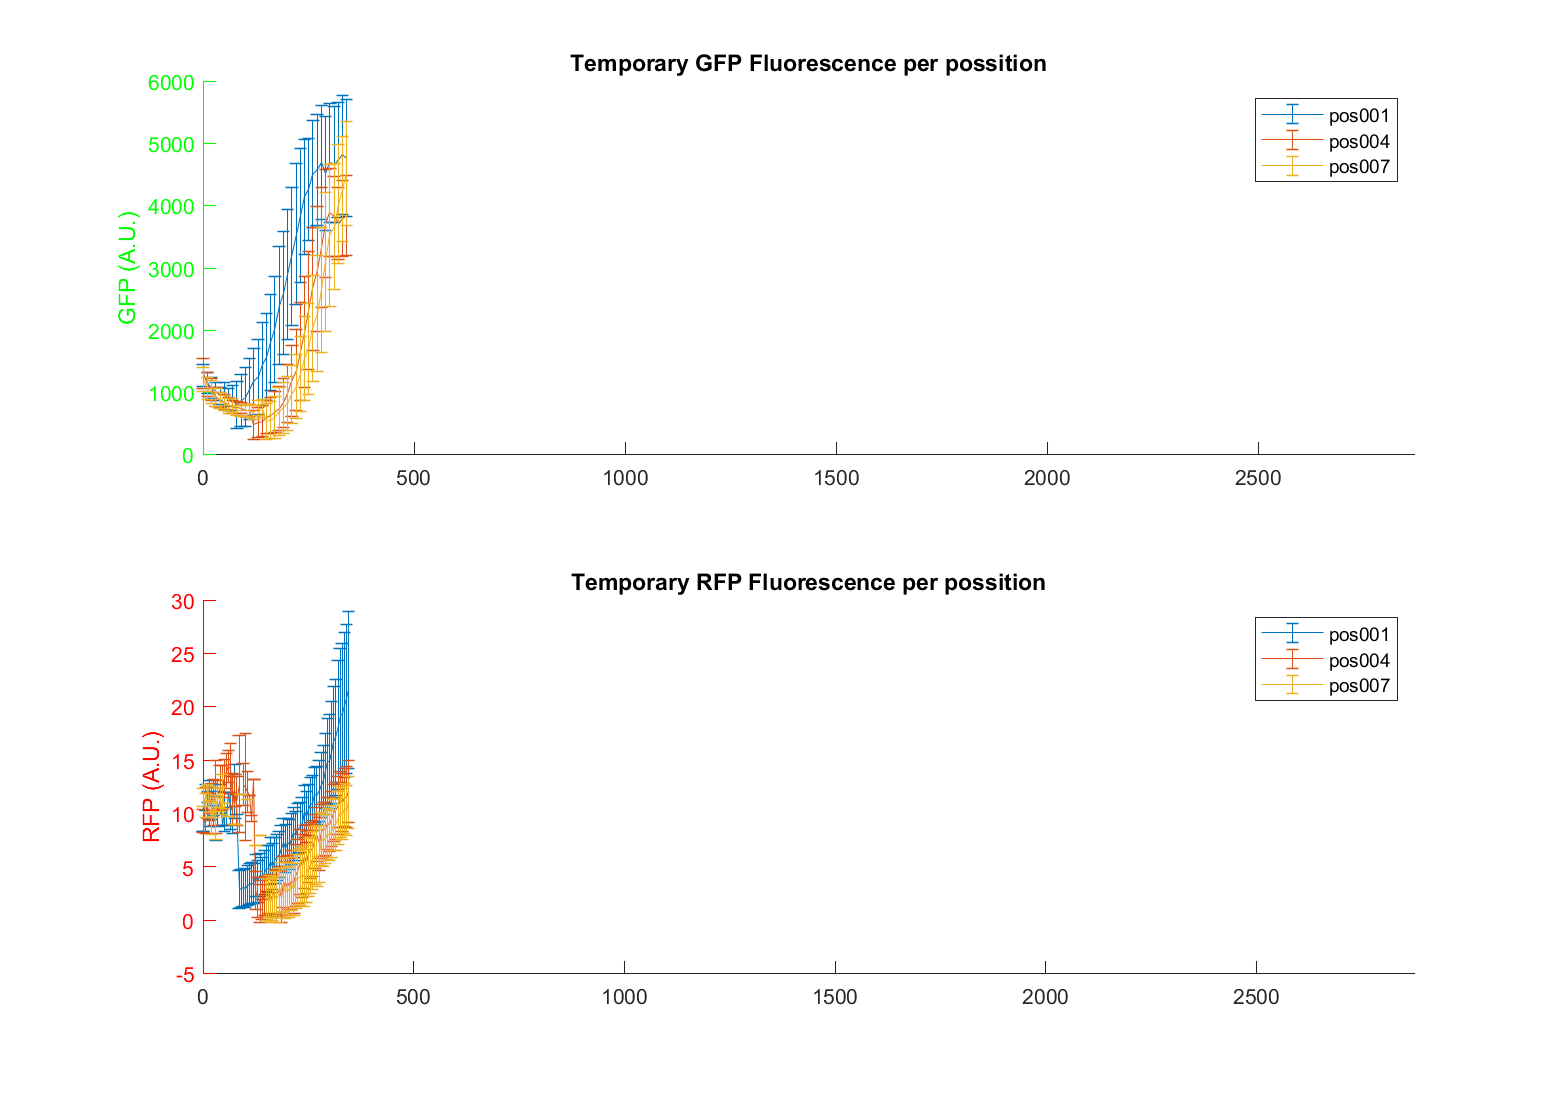 Temporary GFP Fluorescence per possition
6000
5000
4000
3000
2000
1000
0
GFP (A.U.)
pos001
pos004
pos007
0 500 1000 1500 2000 2500
Temporary RFP Fluorescence per possition
30
25
20
15
10
5
0
-5
RFP (A.U.)
pos001
pos004
pos007
0 500 1000 1500 2000 2500